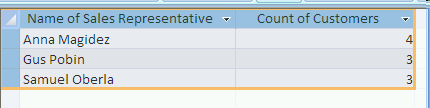 Name of Sales Representative Count of Customers
Anna Magidez 4
Gus Pobin 3
Samuel Oberla 3